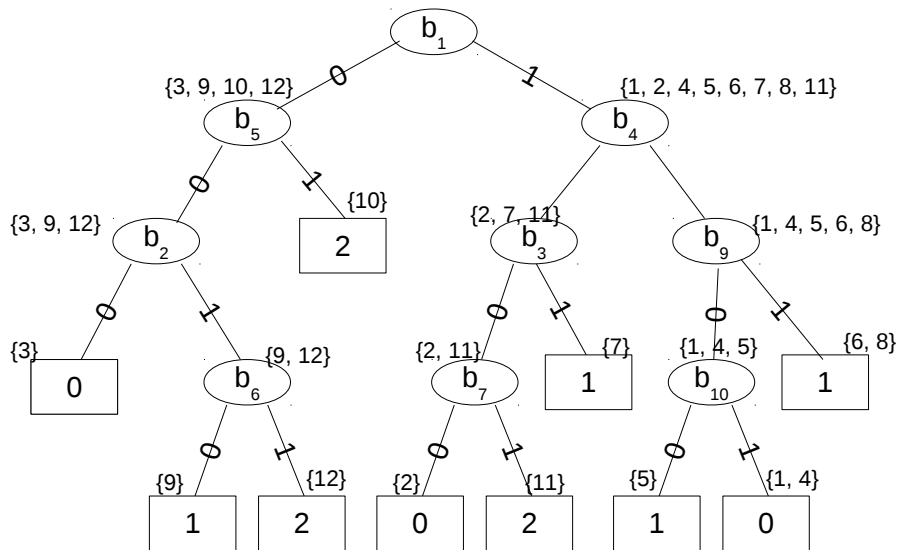 b1
0 1
{3, 9, 10, 12} {1, 2, 4, 5, 6, 7, 8, 11}
b5 b4
0 1
{10}
{3, 9, 12} {2, 7, 11} {1, 4, 5, 6, 8}
b2 2 b3 b9
0 1 0 1 0 1
{3} {9, 12} {2, 11} {7} {1, 4, 5} {6, 8}
0 b6 b7 1 b10 1
0 1 0 1 0 1
{9} {12} {2} {11} {5} {1, 4}
1 2 0 2 1 0